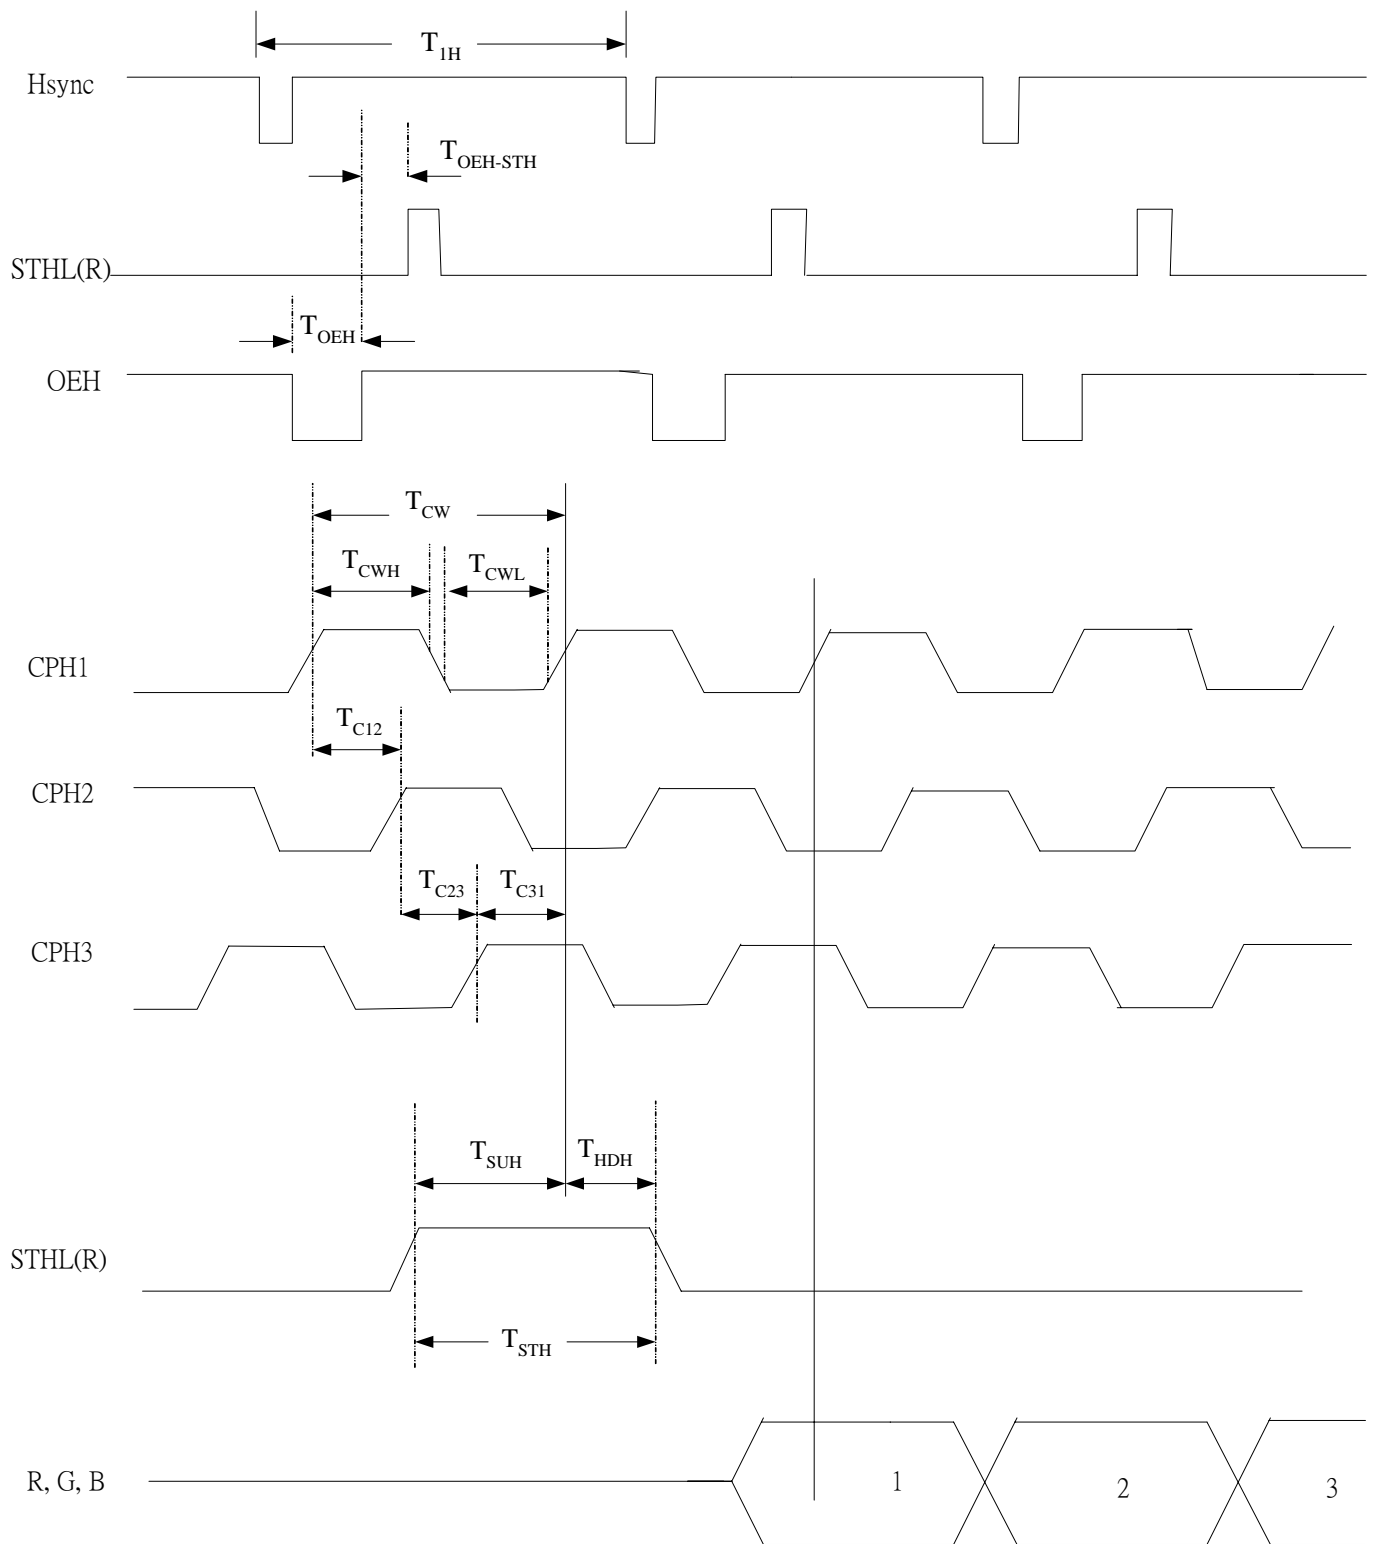 T1H
Hsync
TOEH-STH
STHL(R)
TOEH
OEH
TCW
TCWH TCWL
CPH1
TC12
CPH2
TC23 TC31
CPH3
TSUH THDH
STHL(R)
TSTH
R, G, B 1 2 3